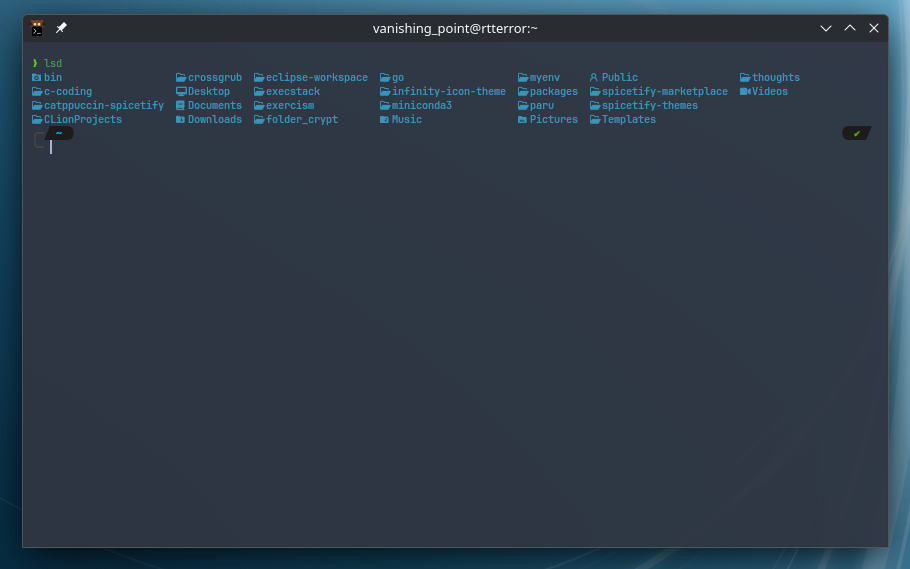 vanishing_point@rtterror:~
❯ lsd
bin crossgrub eclipse-workspace go myenv Public thoughts
c-coding Desktop execstack infinity-icon-theme packages spicetify-marketplace Videos
catppuccin-spicetify Documents exercism miniconda3 paru spicetify-themes
CLionProjects Downloads folder_crypt Music Pictures Templates
~ ✔